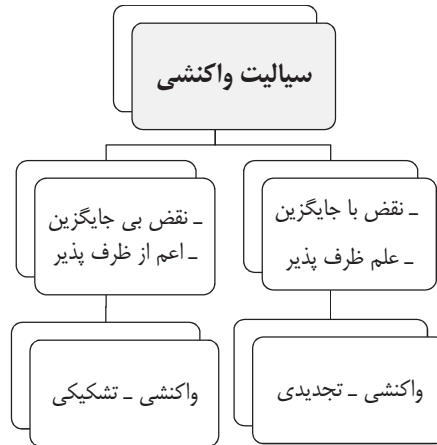 سیالیت واکنشی
ـ نقض با جایگزین
ـ علم ظرف پذیر
ـ نقض بی جایگزین
ـ اعم از ظرف پذیر
واکنشی ـ تجدیدی
واکنشی ـ تشکیکی